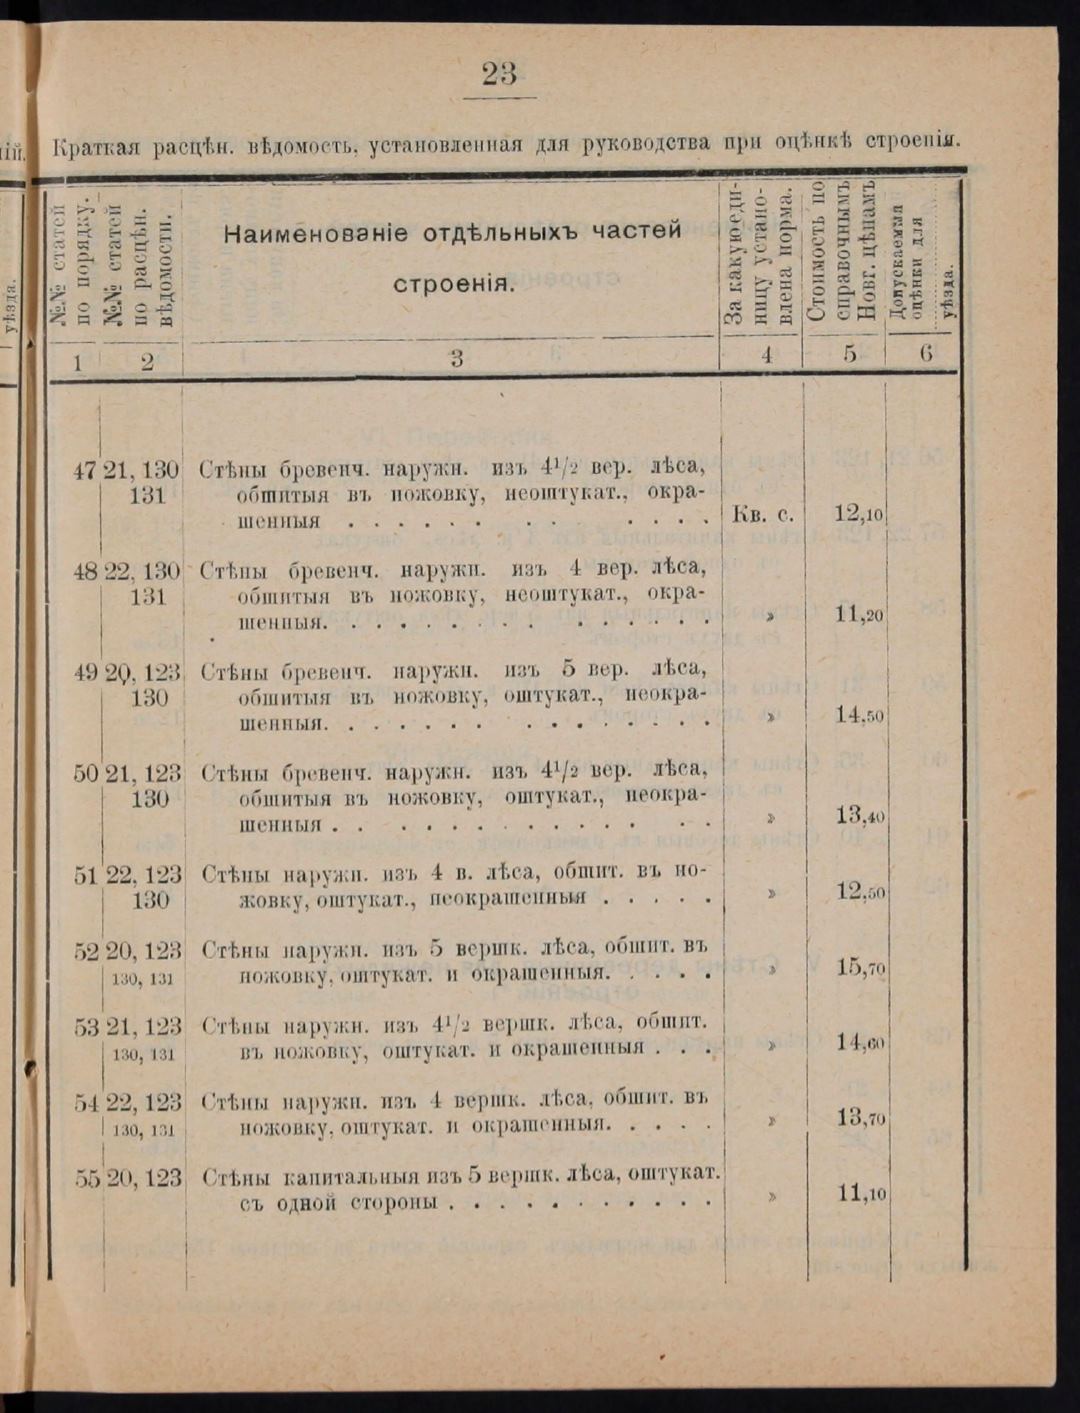 23
Краткая расцѣн. вѣдомость, установленная для руководства при оцѣнкѣ строенія.
№№ статей
по порядку.
№№ статей
по расцѣн.
вѣдомости.
Наименованіе отдѣльныхъ частей
строенія.
За какую еди-
ницу устано-
влена норма.
Стоимость по
справочнымъ
Новг. цѣнамъ
Допускаемыя
оцѣнки для
уѣзда.
1 2 3 4 5 6
47 21, 130 Стѣны бревенч. наружн. изъ 4¹/₂ вер. лѣса,
131 обшитыя въ ножовку, неоштукат., окра-
шенныя . . . . . . . . . . . . Кв. с. 12,10
48 22, 130 Стѣны бревенч. наружн. изъ 4 вер. лѣса,
131 обшитыя въ ножовку, неоштукат., окра-
шенныя. . . . . . . . . . . . . . . » 11,20
49 20, 123 Стѣны бревенч. наружн. изъ 5 вер. лѣса,
130 обшитыя въ ножовку, оштукат., неокра-
шенныя. . . . . . . . . . . . . . . » 14,50
50 21, 123 Стѣны бревенч. наружн. изъ 4¹/₂ вер. лѣса,
130 обшитыя въ ножовку, оштукат., неокра-
шенныя . . . . . . . . . . . . . . » 13,40
51 22, 123 Стѣны наружн. изъ 4 в. лѣса, обшит. въ но-
130 жовку, оштукат., неокрашенныя . . . . . » 12,50
52 20, 123 Стѣны наружн. изъ 5 вершк. лѣса, обшит. въ
130, 131 ножовку, оштукат. и окрашенныя. . . . . » 15,70
53 21, 123 Стѣны наружн. изъ 4¹/₂ вершк. лѣса, обшит.
130, 131 въ ножовку, оштукат. и окрашенныя . . . » 14,60
54 22, 123 Стѣны наружн. изъ 4 вершк. лѣса, обшит. въ
130, 131 ножовку, оштукат. и окрашенныя. . . . . » 13,70
55 20, 123 Стѣны капитальныя изъ 5 вершк. лѣса, оштукат.
съ одной стороны . . . . . . . . . . . » 11,10